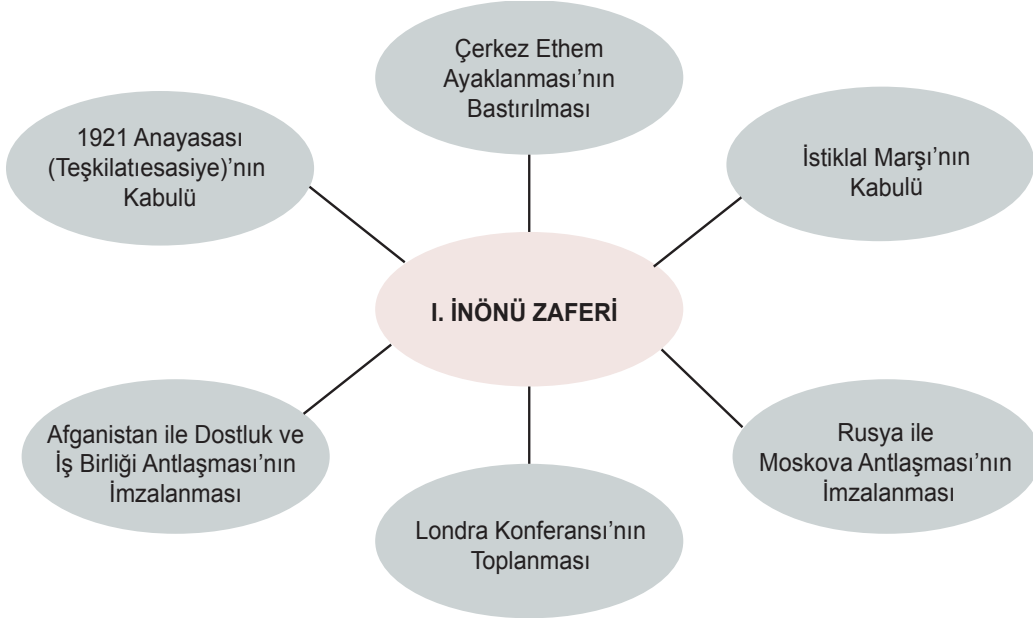 Çerkez Ethem
Ayaklanması’nın
Bastırılması
1921 Anayasası
(Teşkilatıesasiye)’nın
Kabulü
İstiklal Marşı’nın
Kabulü
I. İNÖNÜ ZAFERİ
Afganistan ile Dostluk ve
İş Birliği Antlaşması’nın
İmzalanması
Rusya ile
Moskova Antlaşması’nın
İmzalanması
Londra Konferansı’nın
Toplanması